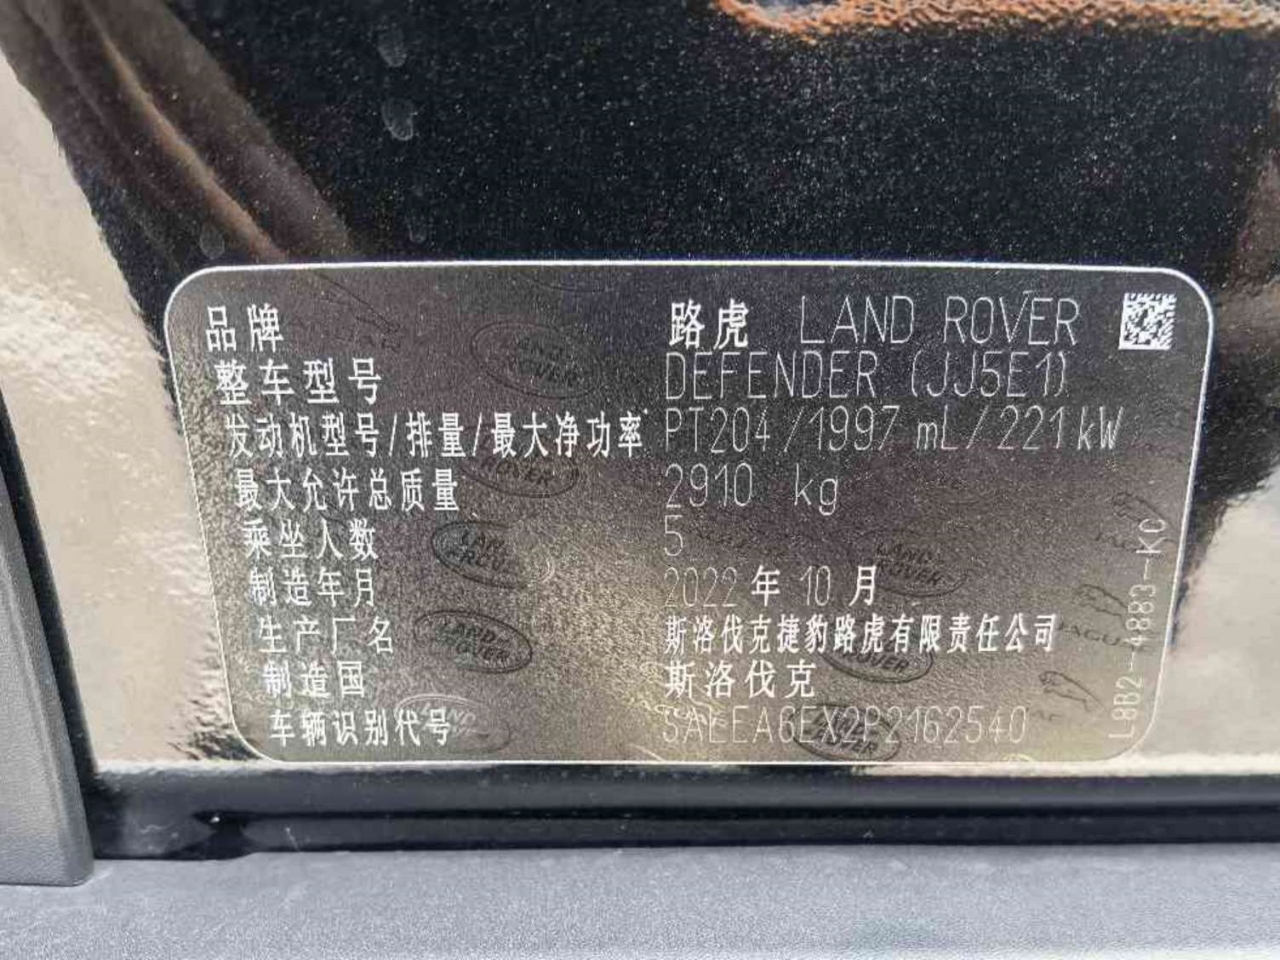 品牌 路虎 LAND ROVER
整车型号 DEFENDER (JJ5E1)
发动机型号/排量/最大净功率 PT204/1997 mL/221kW
最大允许总质量 2910 kg
乘坐人数 5
制造年月 2022 年 10 月
生产厂名 斯洛伐克捷豹路虎有限责任公司
制造国 斯洛伐克
车辆识别代号 SALEA6EX2P2162540
L8B2-4883-K0